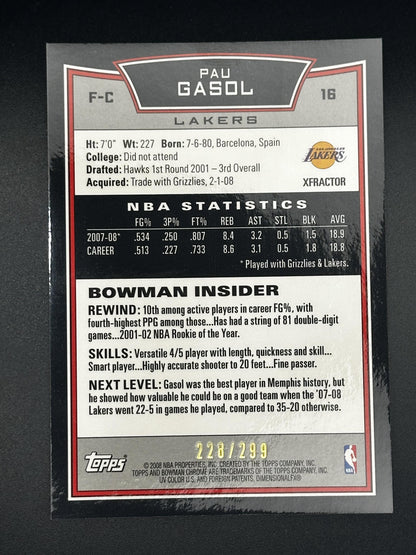 PAU
GASOL
F-C
16
LAKERS
Ht: 7'0" Wt: 227 Born: 7-6-80, Barcelona, Spain
College: Did not attend
Drafted: Hawks 1st Round 2001 – 3rd Overall
Acquired: Trade with Grizzlies, 2-1-08
LOS ANGELES
LAKERS
XFRACTOR
NBA STATISTICS
FG% 3P% FT% REB AST STL BLK AVG
2007-08* .534 .250 .807 8.4 3.2 0.5 1.5 18.9
CAREER .513 .227 .733 8.6 3.1 0.5 1.8 18.8
* Played with Grizzlies & Lakers.
BOWMAN INSIDER
REWIND: 10th among active players in career FG%, with
fourth-highest PPG among those...Has had a string of 81 double-digit
games...2001-02 NBA Rookie of the Year.
SKILLS: Versatile 4/5 player with length, quickness and skill...
Smart player...Highly accurate shooter to 20 feet...Fine passer.
NEXT LEVEL: Gasol was the best player in Memphis history, but
he showed how valuable he could be on a good team when the '07-08
Lakers went 22-5 in games he played, compared to 35-20 otherwise.
228/299
Topps
© 2008 NBA PROPERTIES, INC. CREATED BY THE TOPPS COMPANY, INC.
TOPPS AND BOWMAN CHROME ARE TRADEMARKS OF THE TOPPS COMPANY, INC.
UV COLOR U.S. AND FOREIGN PATENTS, DIMENSIONALFX®
NBA